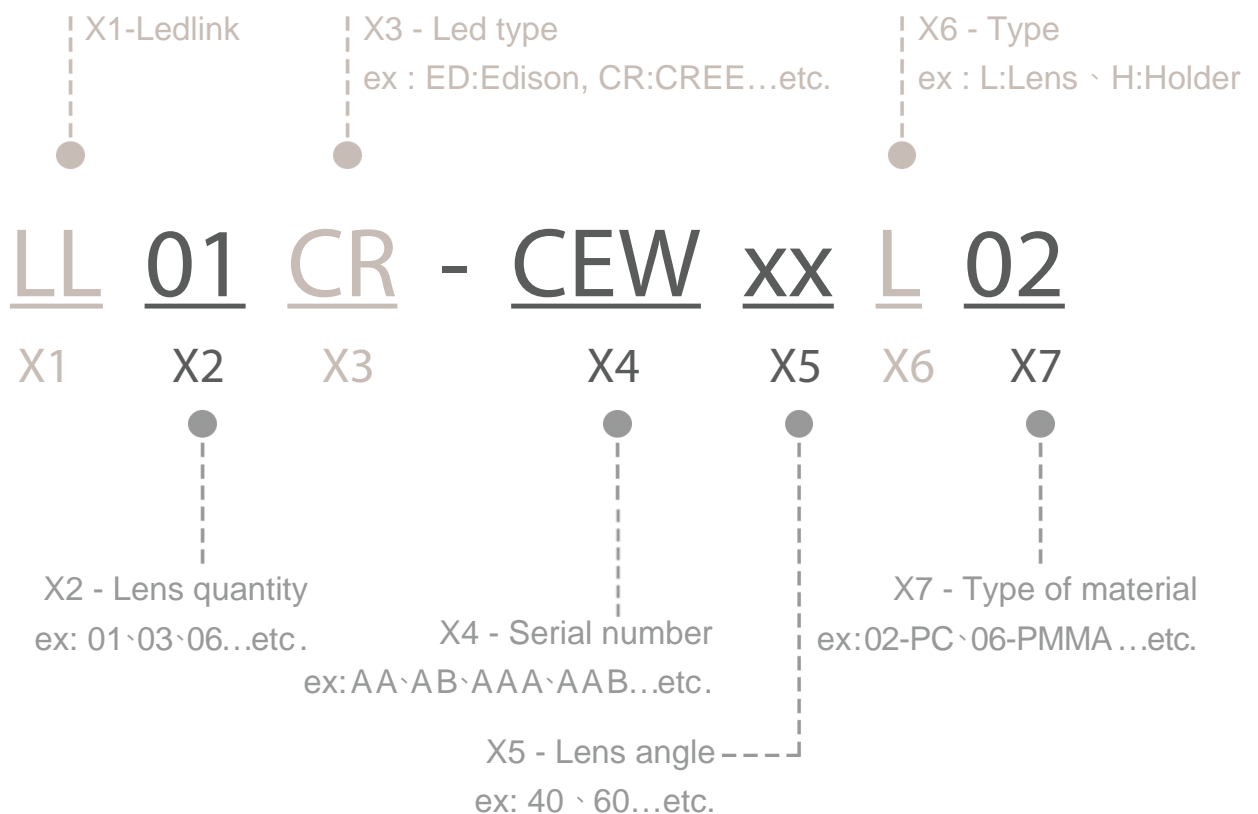 X1-Ledlink
X3 - Led type
ex : ED:Edison, CR:CREE…etc.
X6 - Type
ex : L:Lens、H:Holder
LL 01 CR - CEW xx L 02
X1 X2 X3 X4 X5 X6 X7
X2 - Lens quantity
ex: 01、03、06…etc.
X4 - Serial number
ex:AA、AB、AAA、AAB…etc.
X7 - Type of material
ex:02-PC、06-PMMA…etc.
X5 - Lens angle
ex: 40、60…etc.